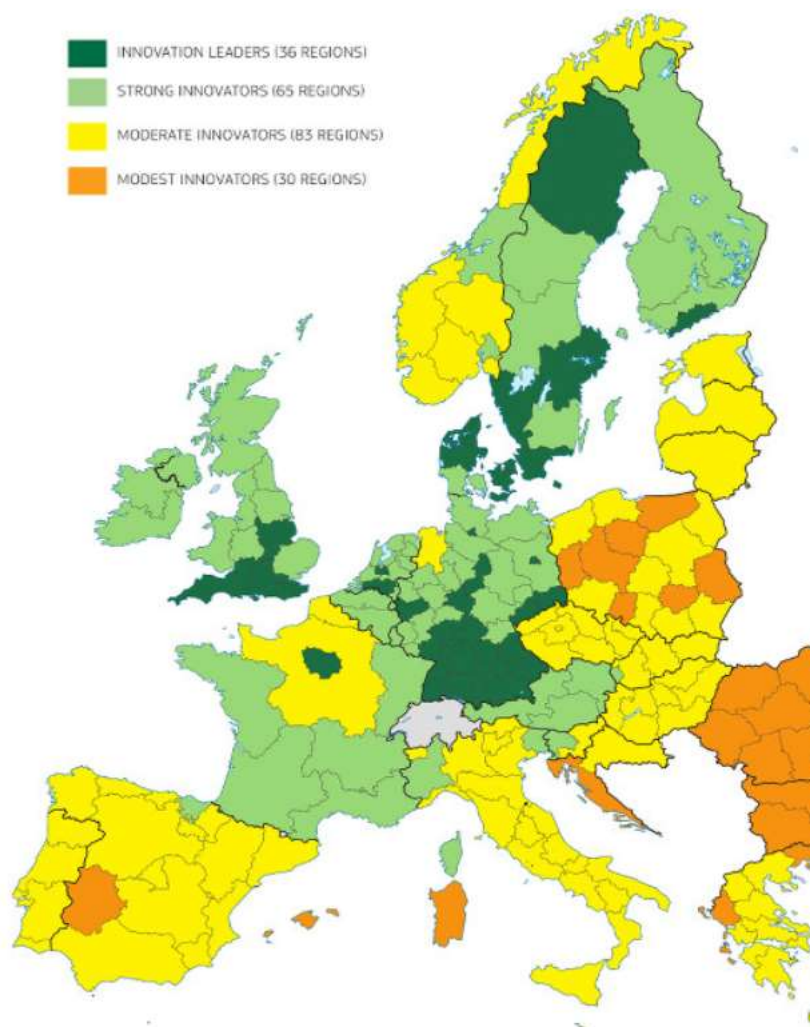 INNOVATION LEADERS (36 REGIONS)
STRONG INNOVATORS (65 REGIONS)
MODERATE INNOVATORS (83 REGIONS)
MODEST INNOVATORS (30 REGIONS)